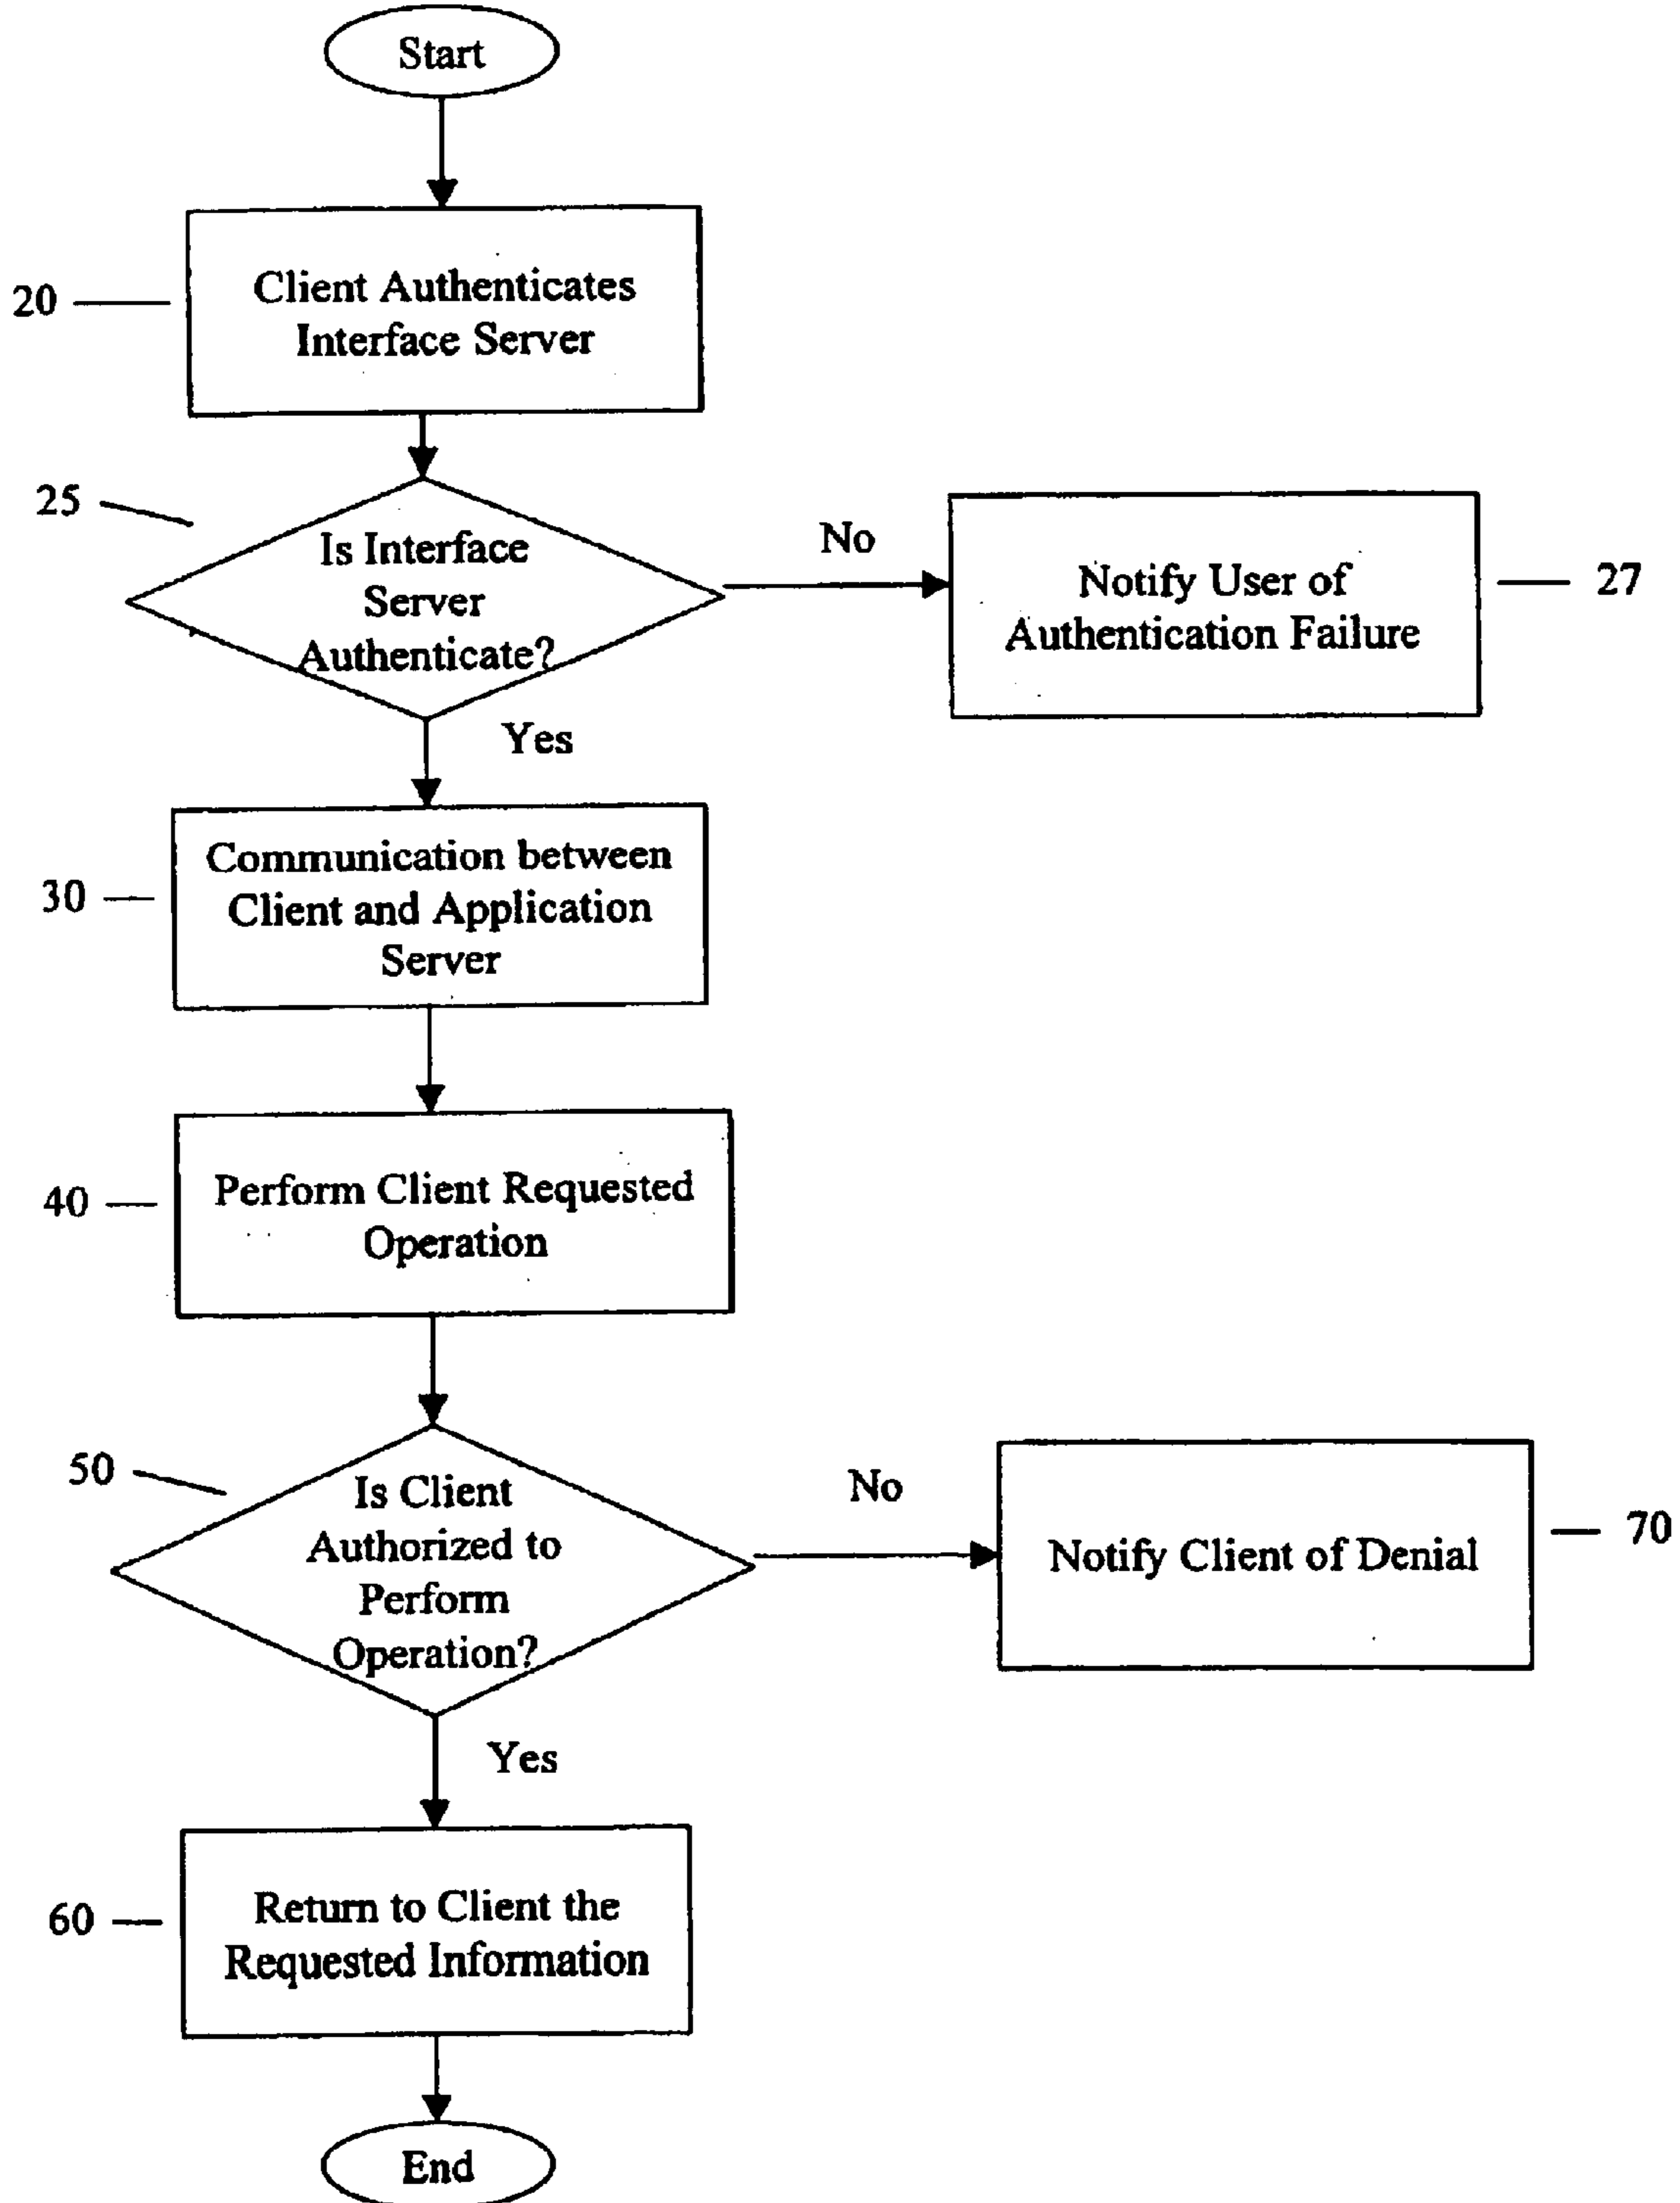 Start
20
Client Authenticates
Interface Server
25
Is Interface
Server
Authenticate?
No
Notify User of
Authentication Failure
27
Yes
30
Communication between
Client and Application
Server
40
Perform Client Requested
Operation
50
Is Client
Authorized to
Perform
Operation?
No
Notify Client of Denial
70
Yes
60
Return to Client the
Requested Information
End